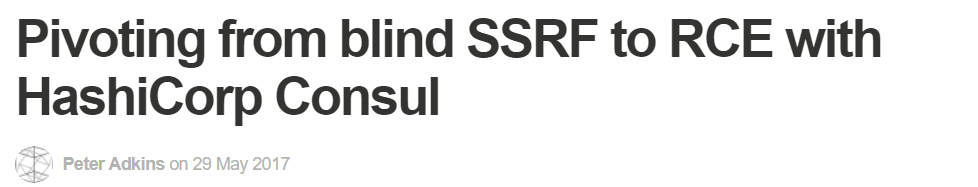 Pivoting from blind SSRF to RCE with
HashiCorp Consul
Peter Adkins on 29 May 2017